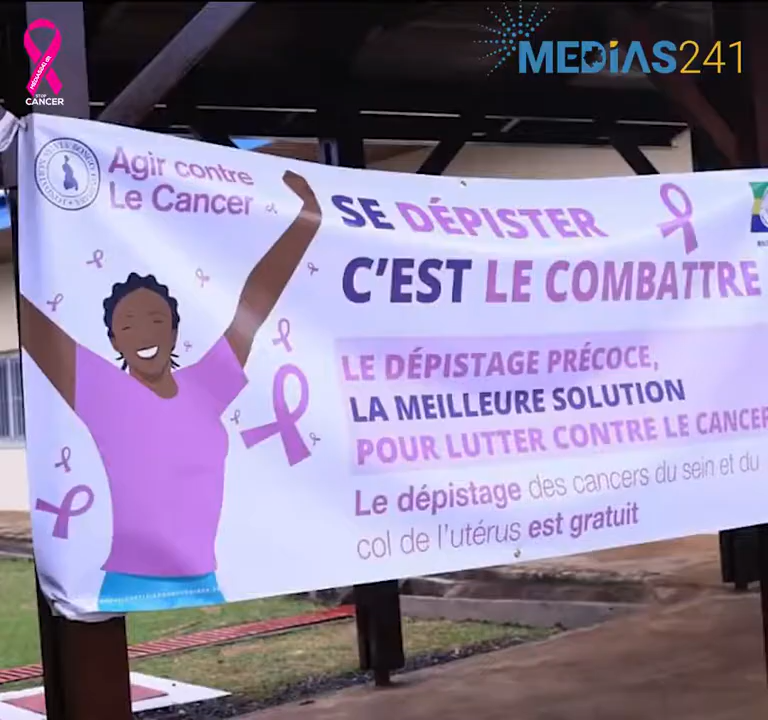 STOP
CANCER
MEDIAS241
Agir contre
Le Cancer
SE DÉPISTER
C'EST LE COMBATTRE
LE DÉPISTAGE PRÉCOCE,
LA MEILLEURE SOLUTION
POUR LUTTER CONTRE LE CANCER
Le dépistage des cancers du sein et du
col de l'utérus est gratuit